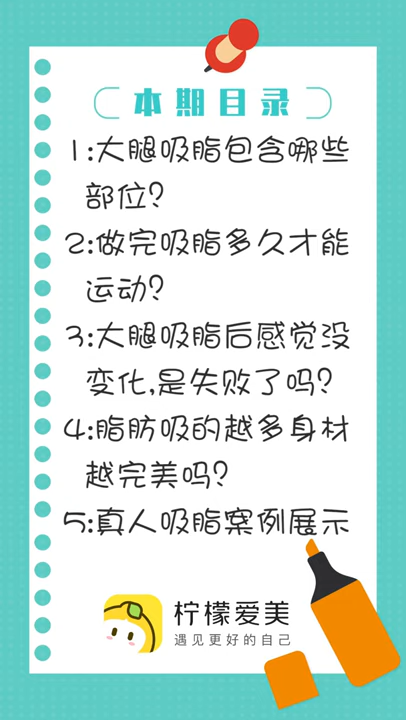 本期目录
1:大腿吸脂包含哪些
部位?
2:做完吸脂多久才能
运动?
3:大腿吸脂后感觉没
变化,是失败了吗?
4:脂肪吸的越多身材
越完美吗?
5:真人吸脂案例展示
柠檬爱美
遇见更好的自己